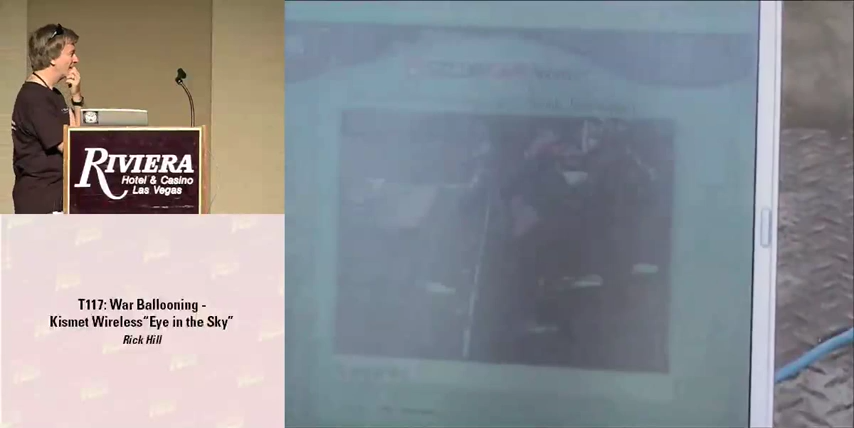 RIVIERA
Hotel & Casino
Las Vegas
T117: War Ballooning -
Kismet Wireless“Eye in the Sky”
Rick Hill